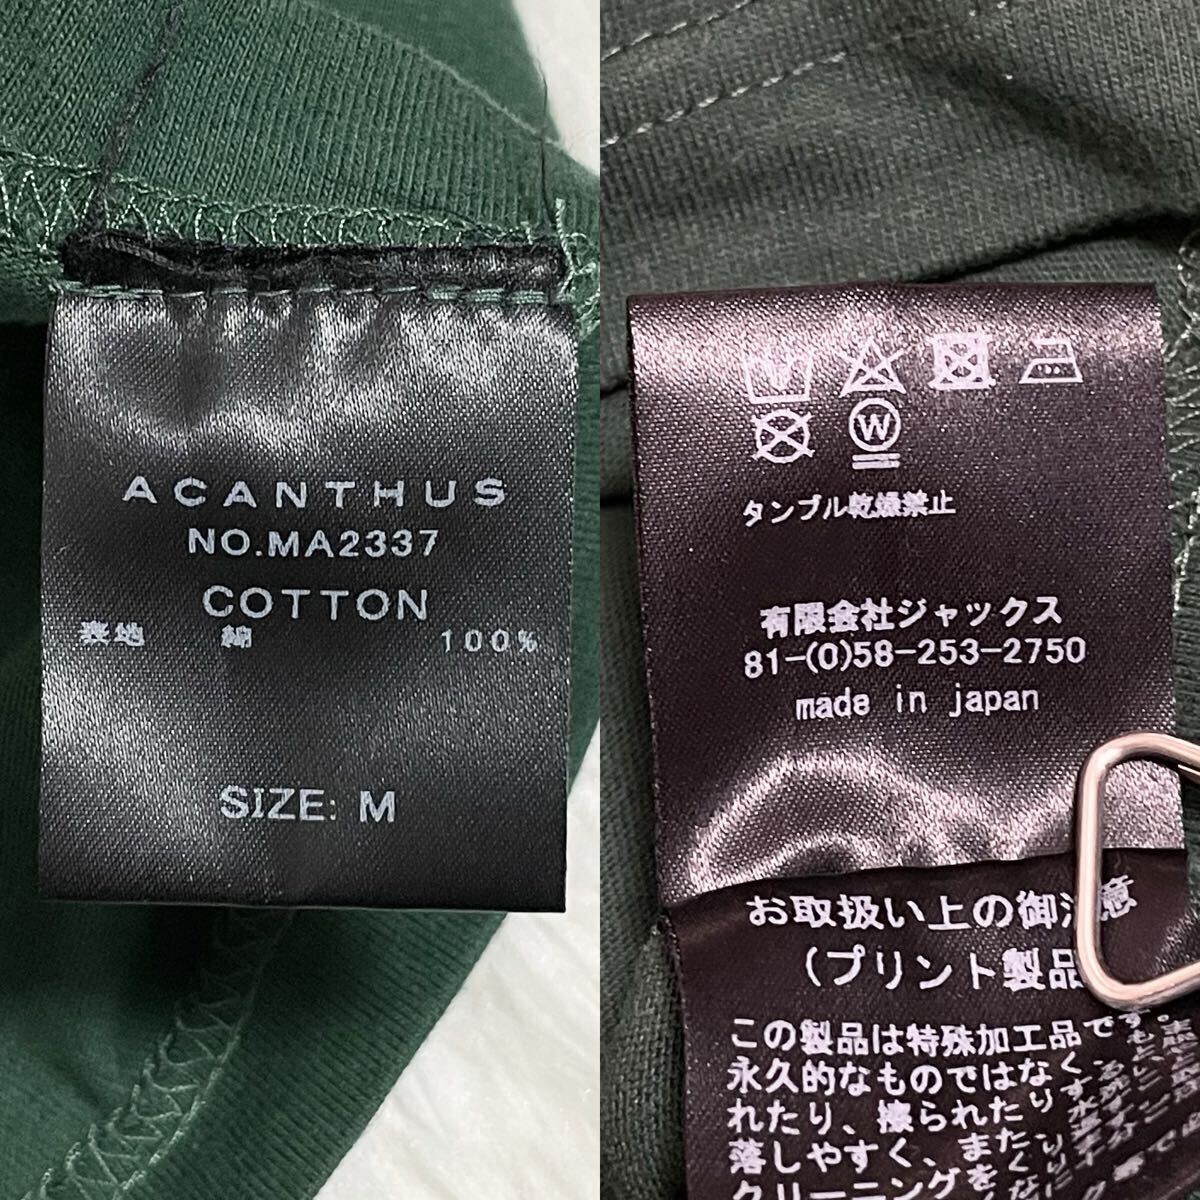 ACANTHUS
NO.MA2337
COTTON
表地 綿 100%
SIZE: M
W
タンブル乾燥禁止
有限会社ジャックス
81-(0)58-253-2750
made in japan
お取扱い上の御注意
(プリント製品
この製品は特殊加工品です。
永久的なものではなく、
れたり、擦られたり
落しやすく、また
クリーニングを